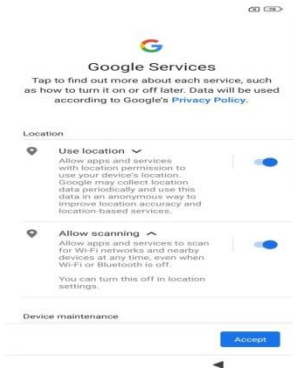 Google Services
Tap to find out more about each service, such
as how to turn it on or off later. Data will be used
according to Google's Privacy Policy.
Location
Use location
Allow apps and services
with location permission to
use your device's location.
Google may collect location
data periodically and use this
data in an anonymous way to
improve location accuracy and
location-based services.
Allow scanning
Allow apps and services to scan
for Wi-Fi networks and nearby
devices at any time, even when
Wi-Fi or Bluetooth is off.
You can turn this off in location
settings.
Device maintenance
Accept